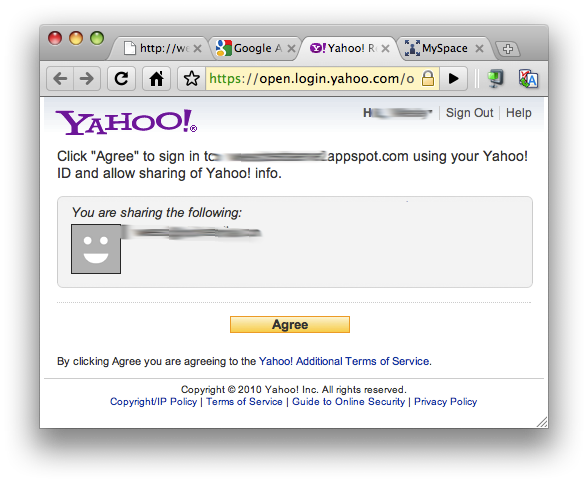 http://we
Google A
Yahoo! R
MySpace
https://open.login.yahoo.com/o
YAHOO!®
Sign Out | Help
Click "Agree" to sign in to appspot.com using your Yahoo!
ID and allow sharing of Yahoo! info.
You are sharing the following:
Agree
By clicking Agree you are agreeing to the Yahoo! Additional Terms of Service.
Copyright © 2010 Yahoo! Inc. All rights reserved.
Copyright/IP Policy | Terms of Service | Guide to Online Security | Privacy Policy